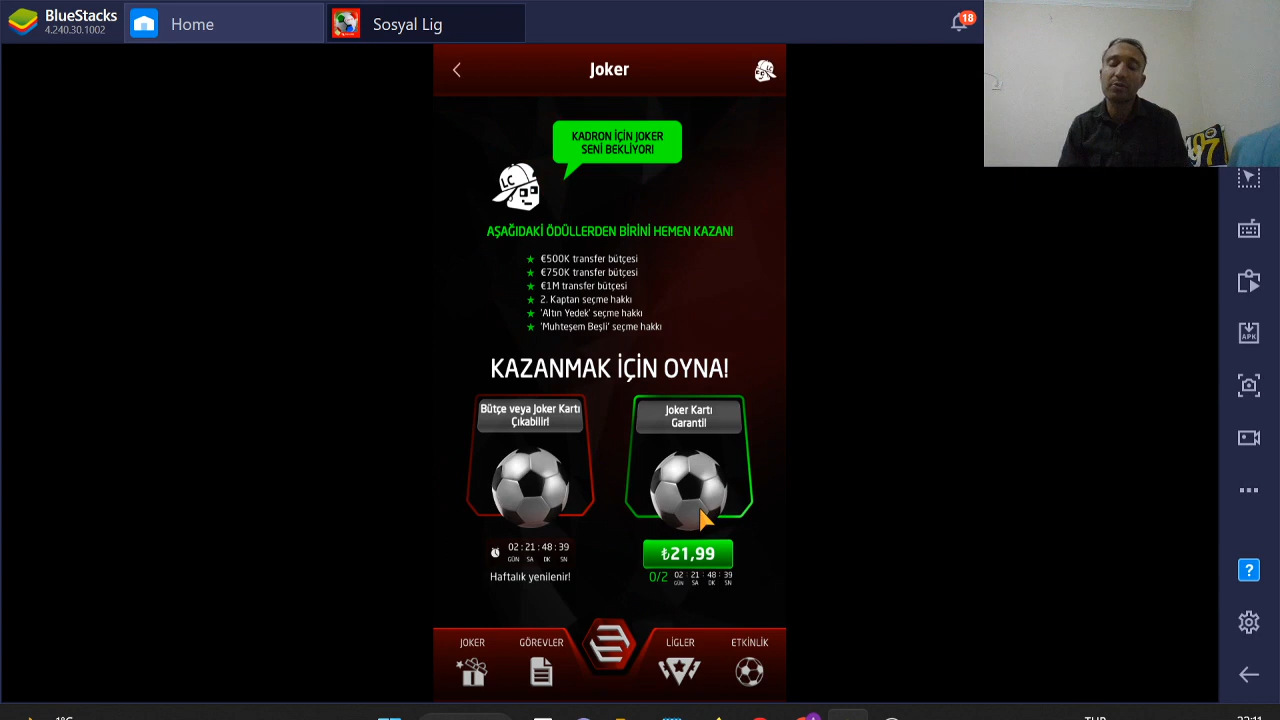 BlueStacks
4.240.30.1002
Home
Sosyal Lig
18
Joker
KADRON İÇİN JOKER
SENİ BEKLİYOR!
LC
AŞAĞIDAKİ ÖDÜLLERDEN BİRİNİ HEMEN KAZAN!
€500K transfer bütçesi
€750K transfer bütçesi
€1M transfer bütçesi
2. Kaptan seçme hakkı
'Altın Yedek' seçme hakkı
'Muhteşem Beşli' seçme hakkı
KAZANMAK İÇİN OYNA!
Bütçe veya Joker Kartı
Çıkabilir!
Joker Kartı
Garanti!
02 : 21 : 48 : 39
GÜN SA DK SN
Haftalık yenilenir!
₺21,99
0/2 02 : 21 : 48 : 39
GÜN SA DK SN
JOKER
GÖREVLER
LİGLER
ETKİNLİK
APK
?